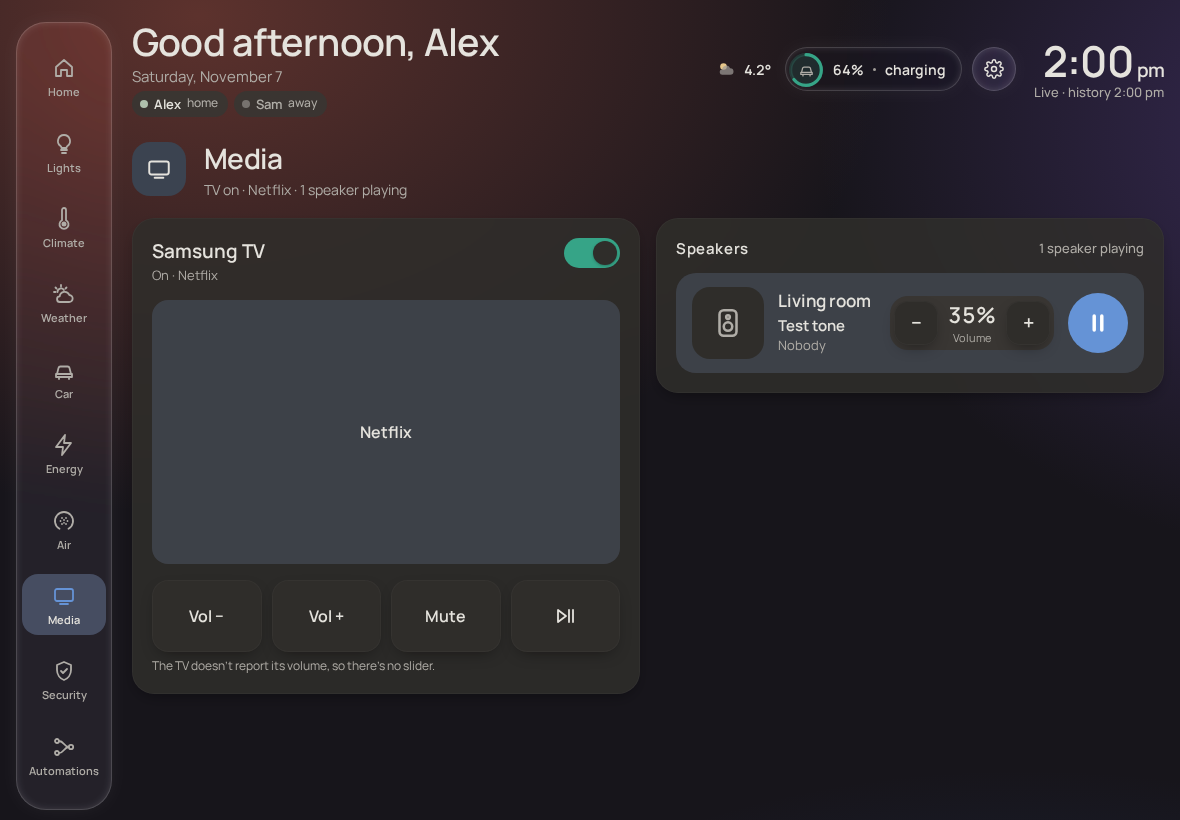 Good afternoon, Alex
Saturday, November 7
Alex home Sam away
4.2°
64% · charging
2:00 pm
Live · history 2:00 pm
Home
Lights
Climate
Weather
Car
Energy
Air
Media
Security
Automations
Media
TV on · Netflix · 1 speaker playing
Samsung TV
On · Netflix
Netflix
Vol −
Vol +
Mute
The TV doesn't report its volume, so there's no slider.
Speakers
1 speaker playing
Living room
Test tone
Nobody
− 35% +
Volume